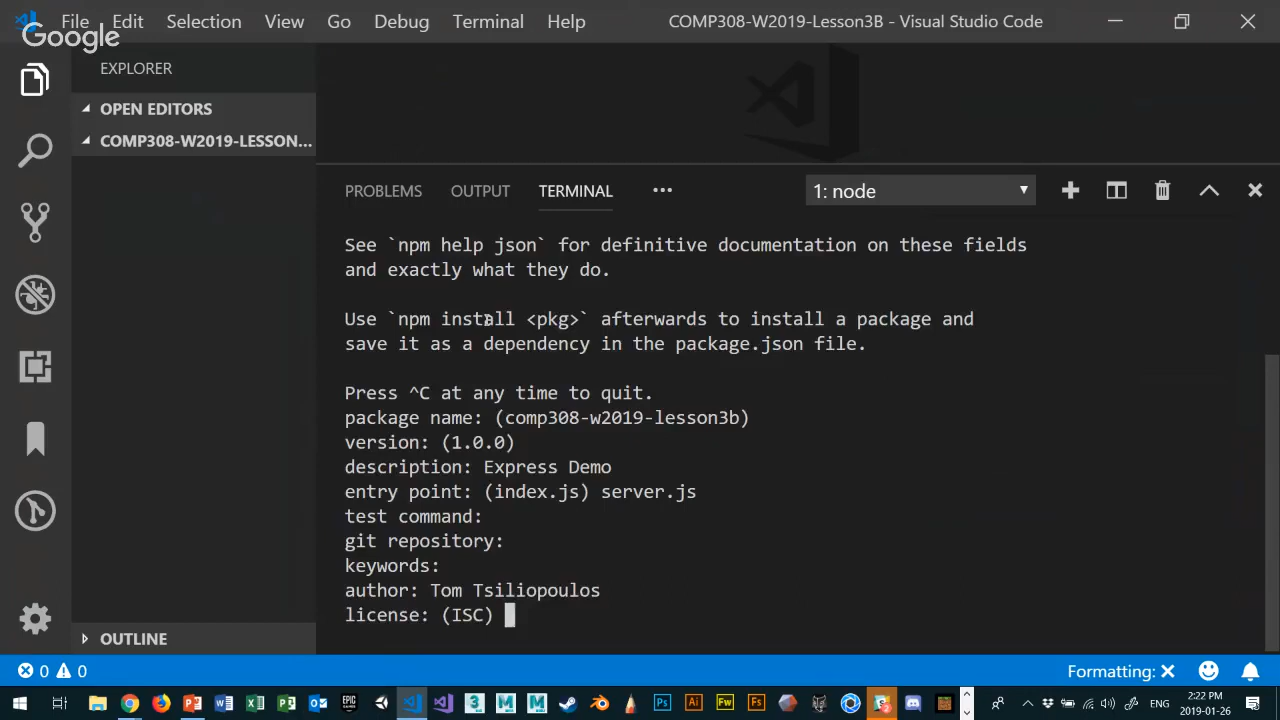 File Edit Selection View Go Debug Terminal Help COMP308-W2019-Lesson3B - Visual Studio Code
Google
EXPLORER
OPEN EDITORS
COMP308-W2019-LESSON...
PROBLEMS OUTPUT TERMINAL ••• 1: node
See `npm help json` for definitive documentation on these fields
and exactly what they do.
Use `npm install <pkg>` afterwards to install a package and
save it as a dependency in the package.json file.
Press ^C at any time to quit.
package name: (comp308-w2019-lesson3b)
version: (1.0.0)
description: Express Demo
entry point: (index.js) server.js
test command:
git repository:
keywords:
author: Tom Tsiliopoulos
license: (ISC)
OUTLINE
0 0 Formatting: ×
ENG 2:22 PM
2019-01-26